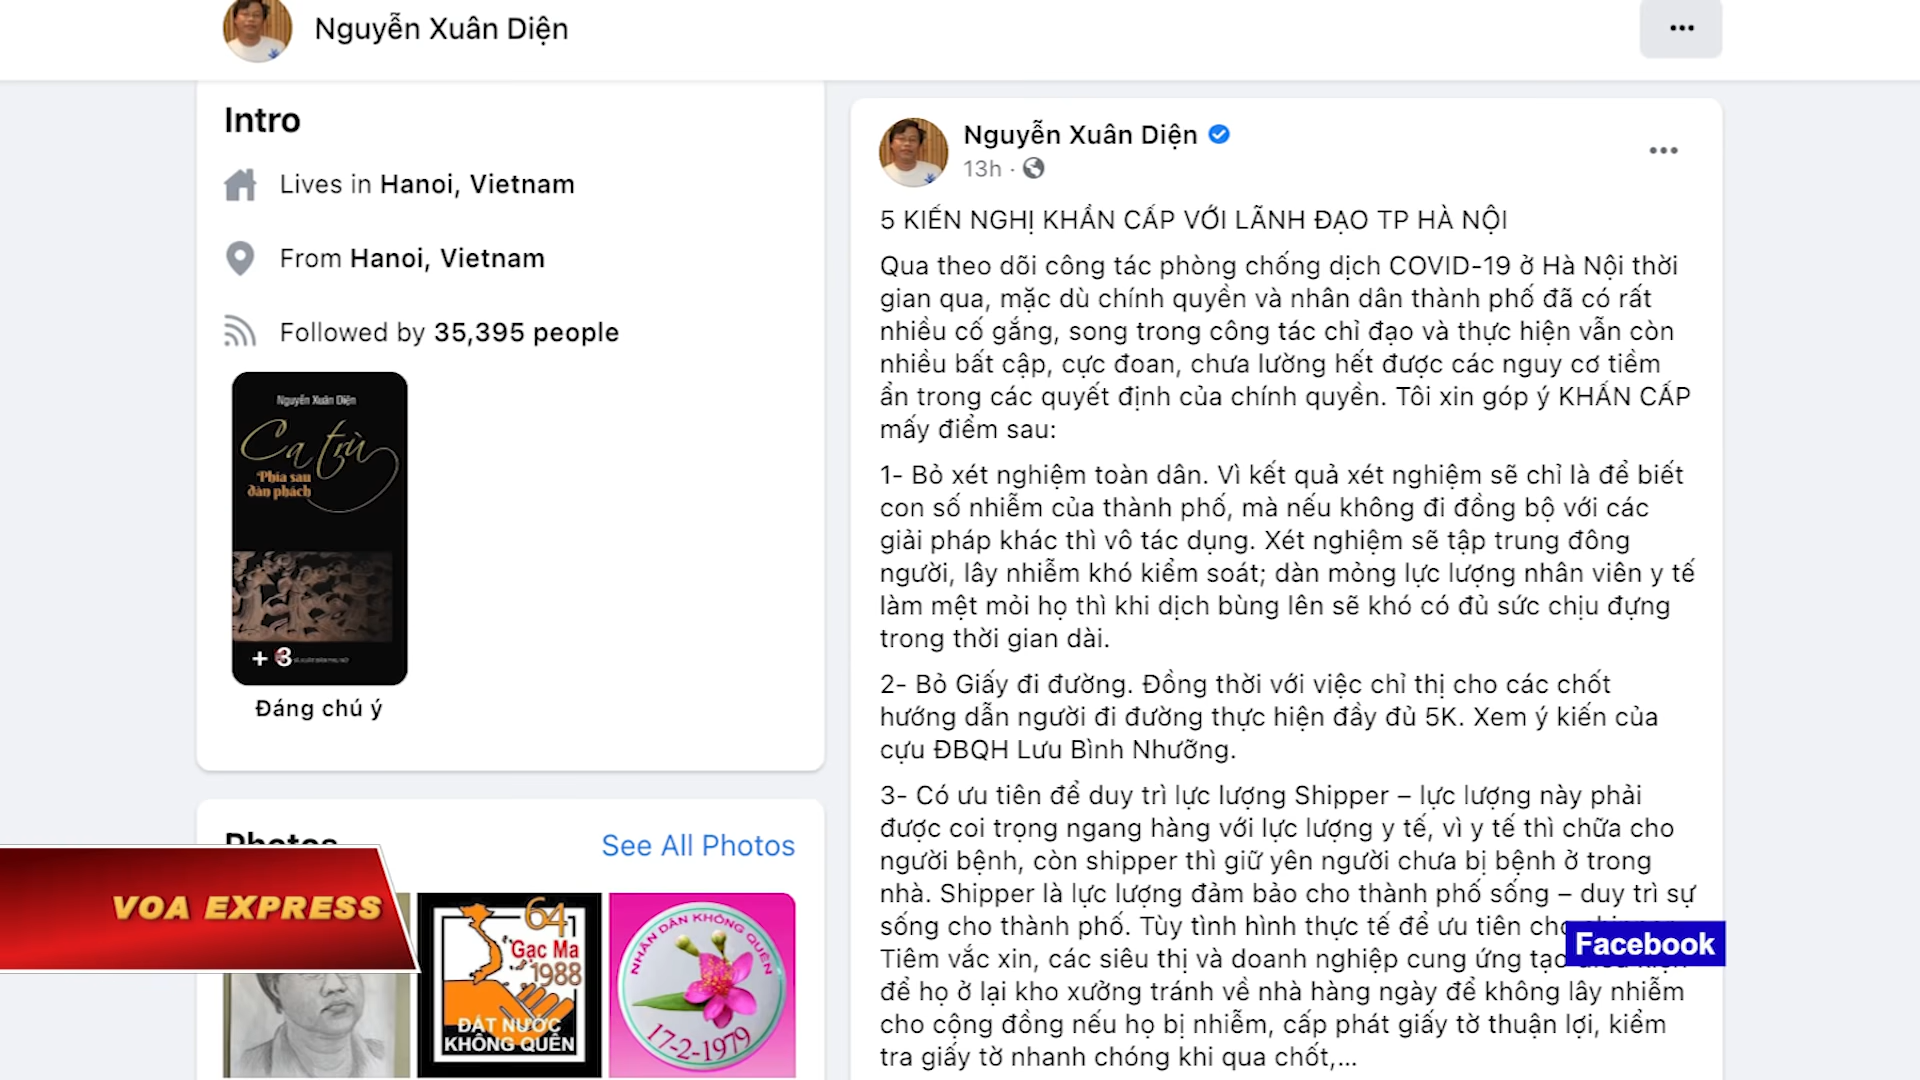 Nguyễn Xuân Diện
Intro
Lives in Hanoi, Vietnam
From Hanoi, Vietnam
Followed by 35,395 people
Nguyễn Xuân Diện
Ca trù
Phía sau
đàn phách
+3
Đáng chú ý
Photos
See All Photos
VOA EXPRESS
64
Gạc Ma
1988
ĐẤT NƯỚC
KHÔNG QUÊN
NHÂN DÂN KHÔNG QUÊN
17-2-1979
Nguyễn Xuân Diện
13h ·
5 KIẾN NGHỊ KHẦN CẤP VỚI LÃNH ĐẠO TP HÀ NỘI
Qua theo dõi công tác phòng chống dịch COVID-19 ở Hà Nội thời
gian qua, mặc dù chính quyền và nhân dân thành phố đã có rất
nhiều cố gắng, song trong công tác chỉ đạo và thực hiện vẫn còn
nhiều bất cập, cực đoan, chưa lường hết được các nguy cơ tiềm
ẩn trong các quyết định của chính quyền. Tôi xin góp ý KHẤN CẤP
mấy điểm sau:
1- Bỏ xét nghiệm toàn dân. Vì kết quả xét nghiệm sẽ chỉ là để biết
con số nhiễm của thành phố, mà nếu không đi đồng bộ với các
giải pháp khác thì vô tác dụng. Xét nghiệm sẽ tập trung đông
người, lây nhiễm khó kiểm soát; dàn mỏng lực lượng nhân viên y tế
làm mệt mỏi họ thì khi dịch bùng lên sẽ khó có đủ sức chịu đựng
trong thời gian dài.
2- Bỏ Giấy đi đường. Đồng thời với việc chỉ thị cho các chốt
hướng dẫn người đi đường thực hiện đầy đủ 5K. Xem ý kiến của
cựu ĐBQH Lưu Bình Nhưỡng.
3- Có ưu tiên để duy trì lực lượng Shipper – lực lượng này phải
được coi trọng ngang hàng với lực lượng y tế, vì y tế thì chữa cho
người bệnh, còn shipper thì giữ yên người chưa bị bệnh ở trong
nhà. Shipper là lực lượng đảm bảo cho thành phố sống – duy trì sự
sống cho thành phố. Tùy tình hình thực tế để ưu tiên cho
Tiêm vắc xin, các siêu thị và doanh nghiệp cung ứng tạo
để họ ở lại kho xưởng tránh về nhà hàng ngày để không lây nhiễm
cho cộng đồng nếu họ bị nhiễm, cấp phát giấy tờ thuận lợi, kiểm
tra giấy tờ nhanh chóng khi qua chốt,...
Facebook